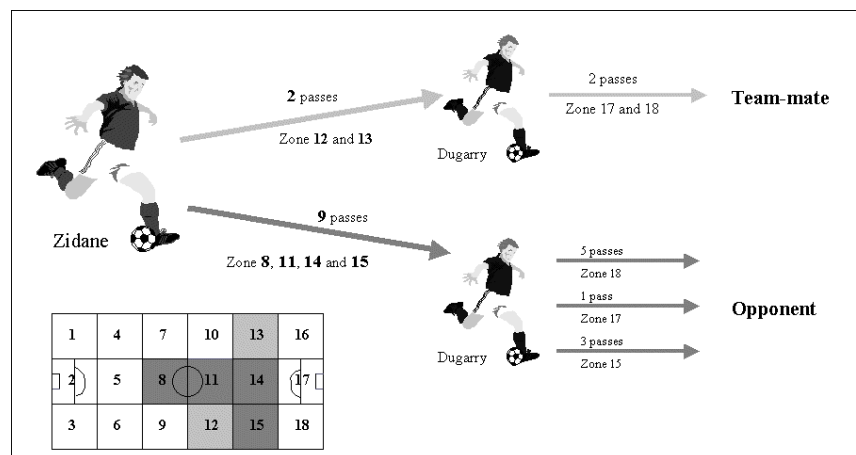 2 passes
Zone 12 and 13
Zidane
Dugarry
2 passes
Zone 17 and 18
Team-mate
9 passes
Zone 8, 11, 14 and 15
Dugarry
5 passes
Zone 18
1 pass
Zone 17
3 passes
Zone 15
Opponent
1 4 7 10 13 16
2 5 8 11 14 17
3 6 9 12 15 18